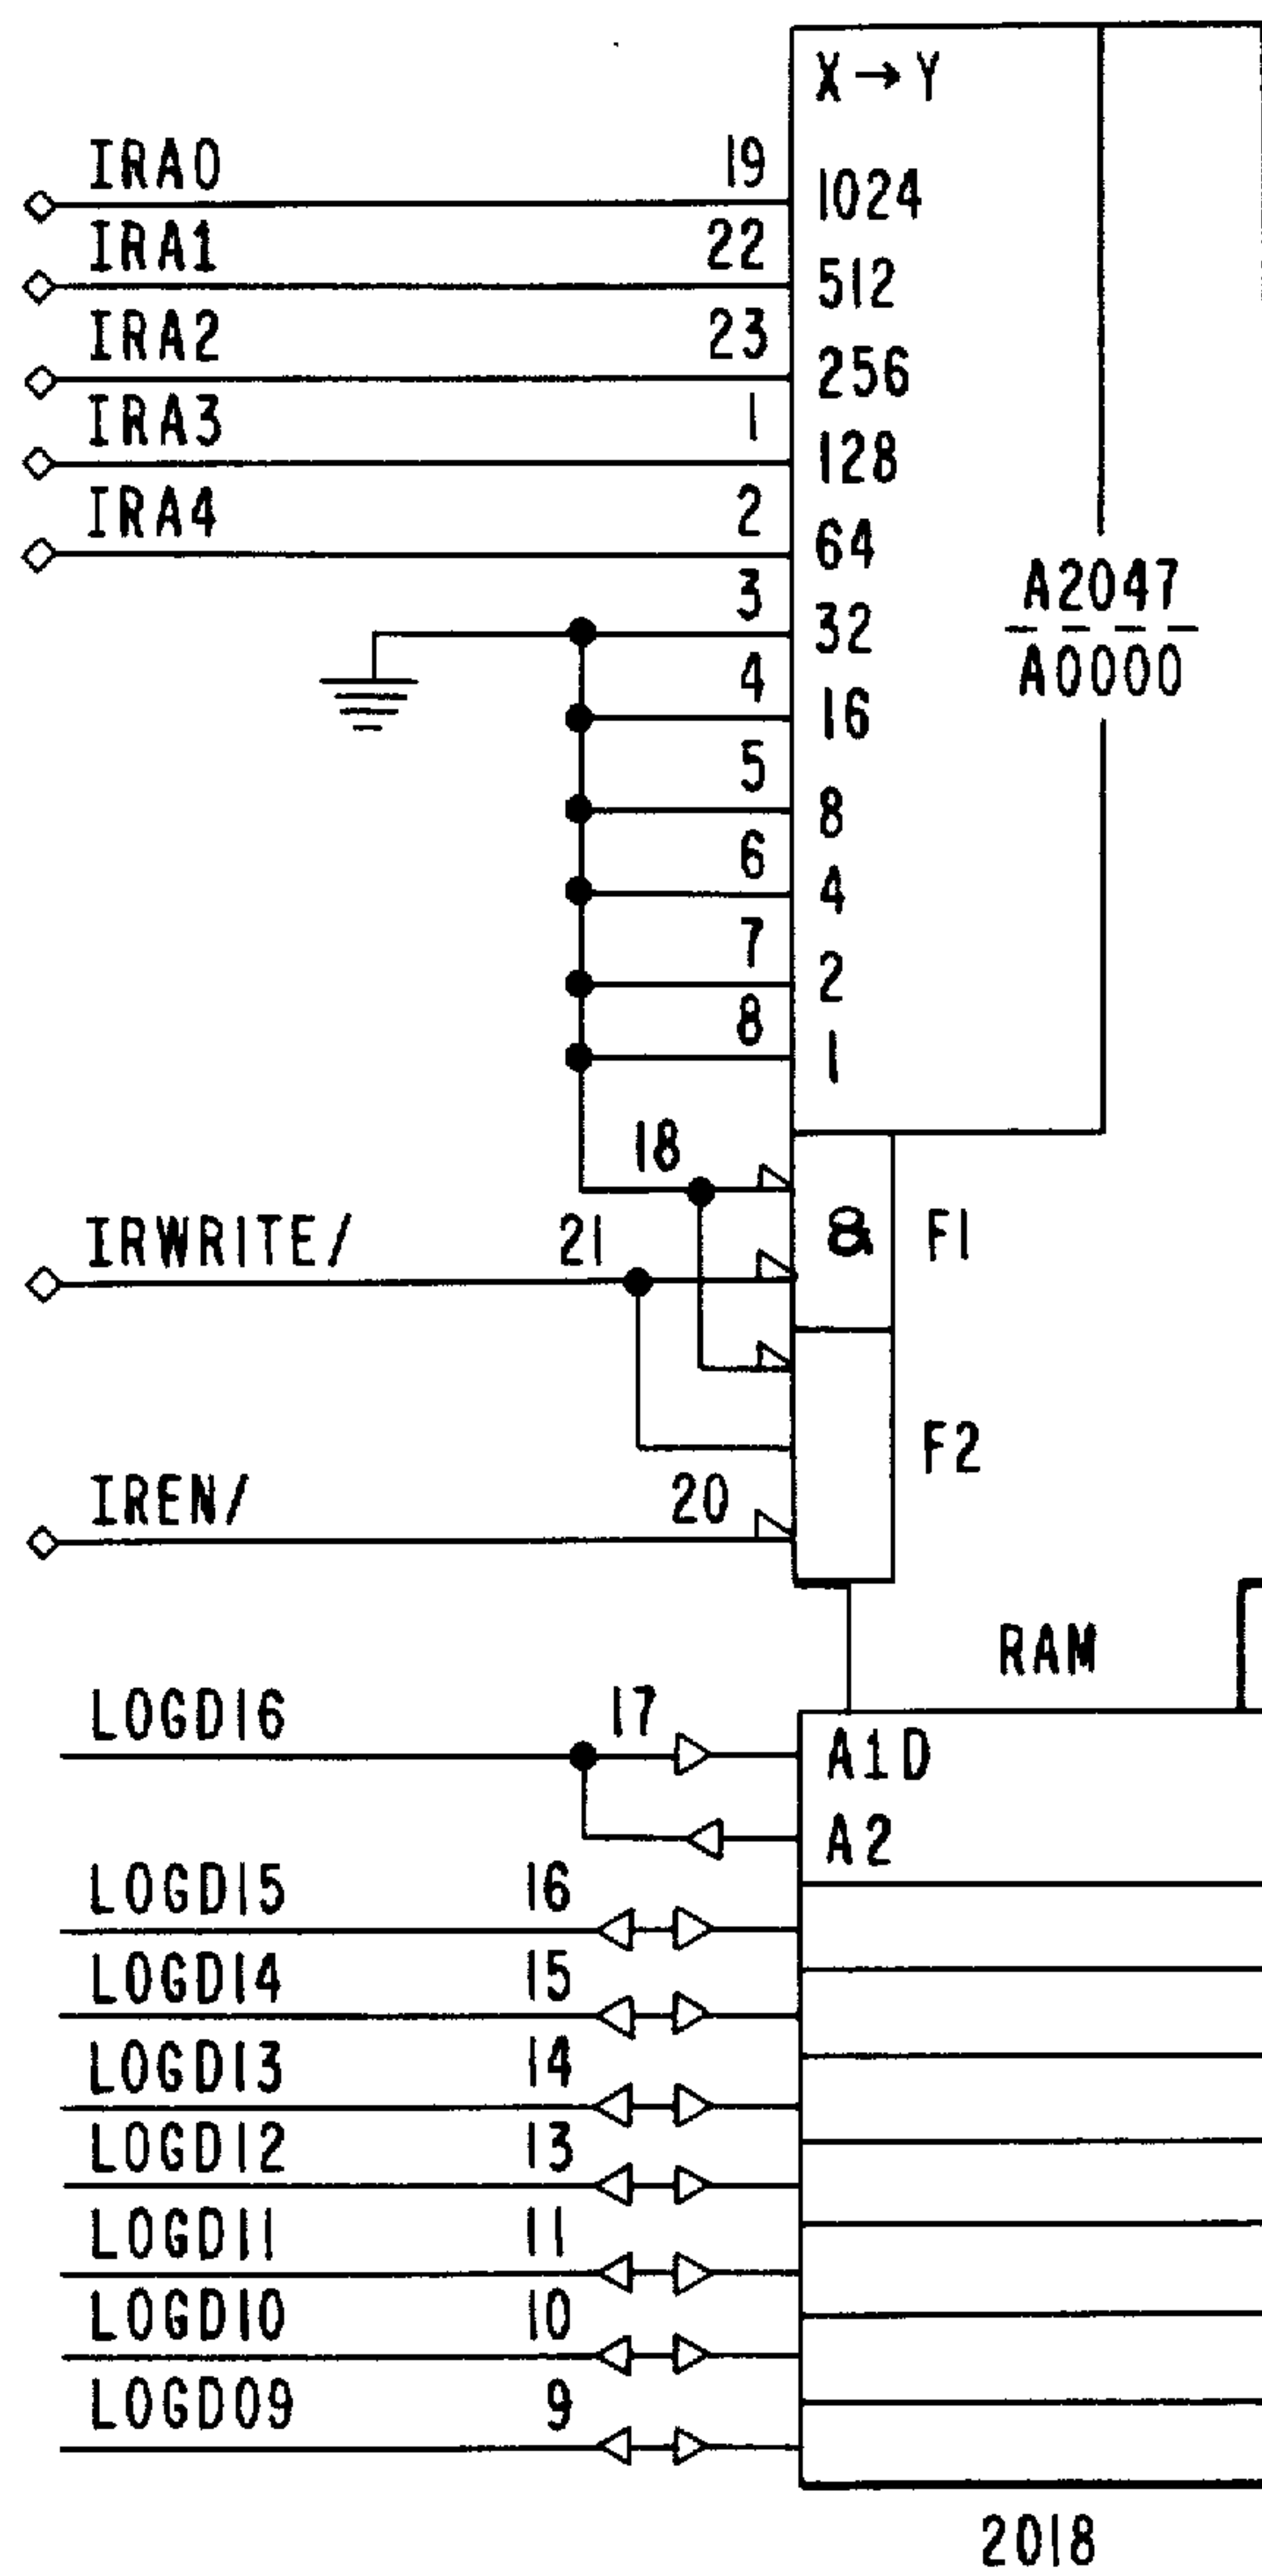 X→Y
IRA0 19 1024
IRA1 22 512
IRA2 23 256
IRA3 1 128
IRA4 2 64
A2047
A0000
3 32
4 16
5 8
6 4
7 2
8 1
18
IRWRITE/ 21 & F1
F2
IREN/ 20
RAM
LOGD16 17 A1D
A2
LOGD15 16
LOGD14 15
LOGD13 14
LOGD12 13
LOGD11 11
LOGD10 10
LOGD09 9
2018